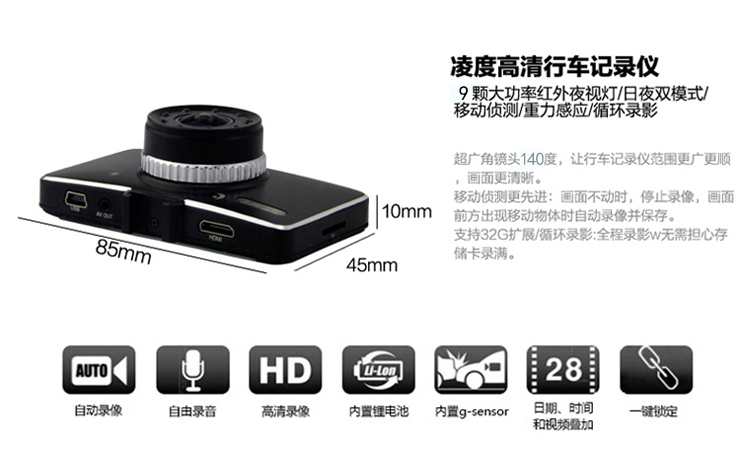 凌度高清行车记录仪
9颗大功率红外夜视灯/日夜双模式/
移动侦测/重力感应/循环录影
超广角镜头140度，让行车记录仪范围更广更顺
，画面更清晰。
移动侦测更先进：画面不动时，停止录像，画面
前方出现移动物体时自动录像并保存。
支持32G扩展/循环录影:全程录影w无需担心存
储卡录满。
USB
AV OUT
HDMI
85mm
45mm
10mm
AUTO
HD
Li-Lon
28
自动录像
自由录音
高清录像
内置锂电池
内置g-sensor
日期、时间
和视频叠加
一键锁定